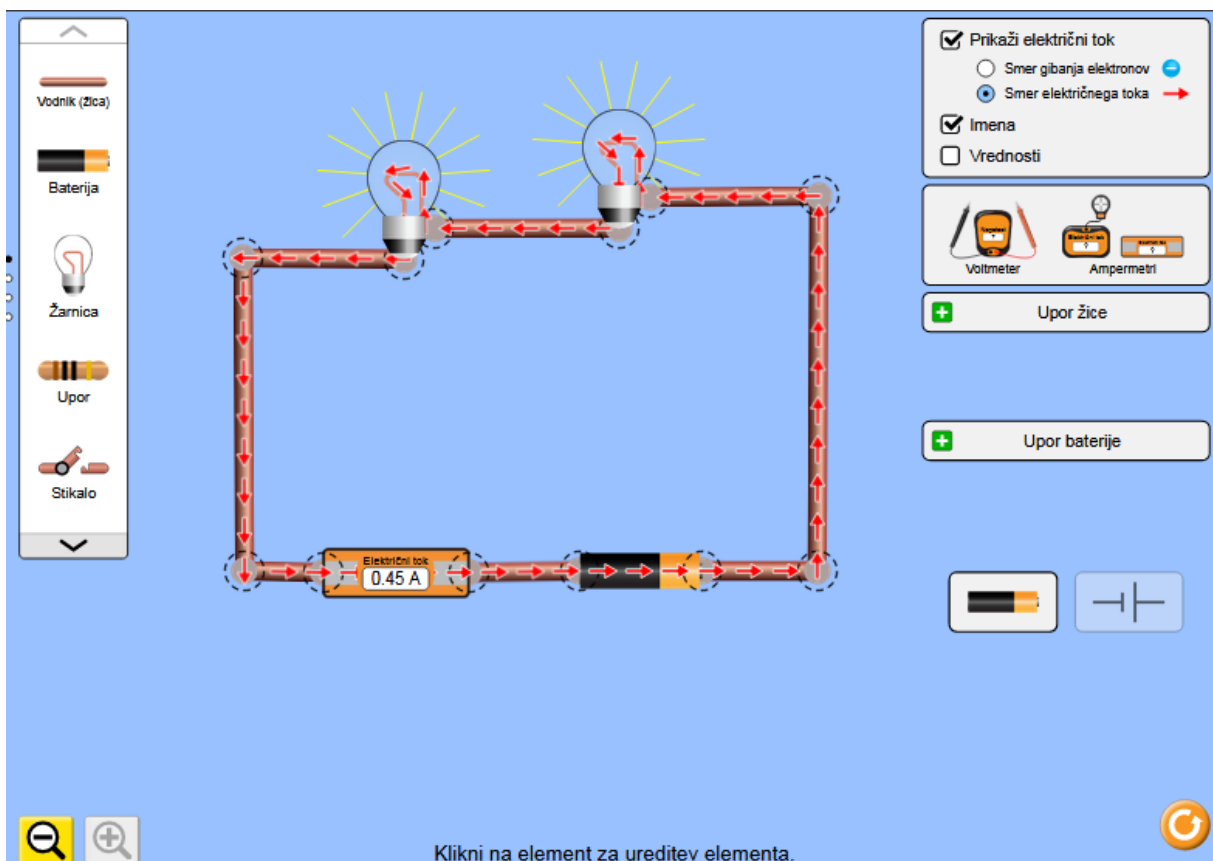 Vodnik (žica)
Baterija
Žarnica
Upor
Stikalo
Električni tok
0.45 A
Prikaži električni tok
Smer gibanja elektronov
Smer električnega toka
Imena
Vrednosti
Voltmeter
Ampermetri
Upor žice
Upor baterije
Klikni na element za ureditev elementa.